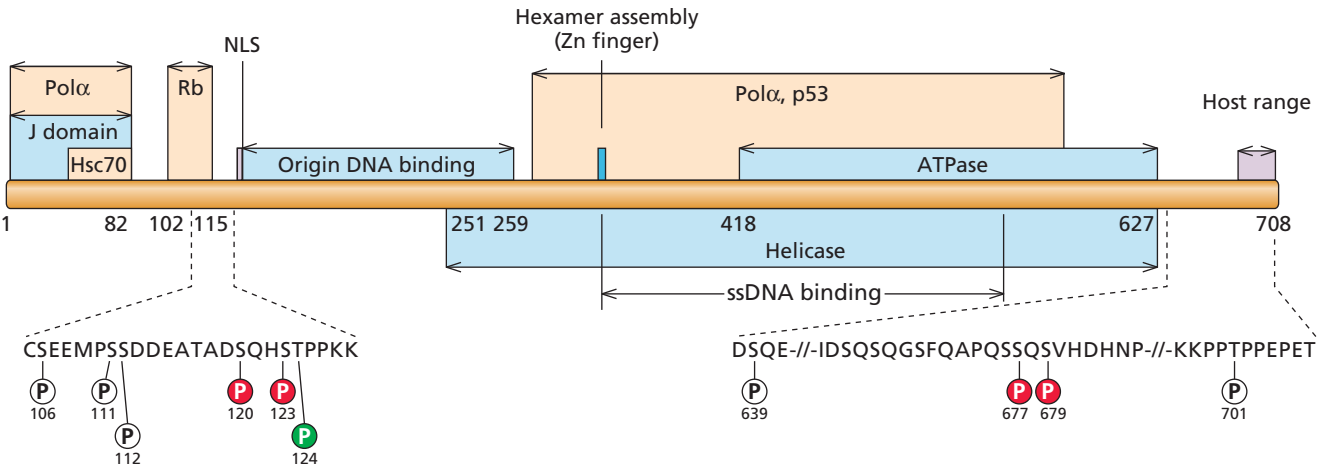 Hexamer assembly
(Zn finger)
NLS
Polα
Rb
Polα, p53
Host range
J domain
Hsc70
Origin DNA binding
ATPase
1
82
102
115
251
259
418
627
708
Helicase
ssDNA binding
CSEEMPSSDDEATADSQHSTPPKK
DSQE-//-IDSQSQGSFQAPQSSQSVHDHNP-//-KKPPTPPEPET
P
106
P
111
P
112
P
120
P
123
P
124
P
639
P
677
P
679
P
701